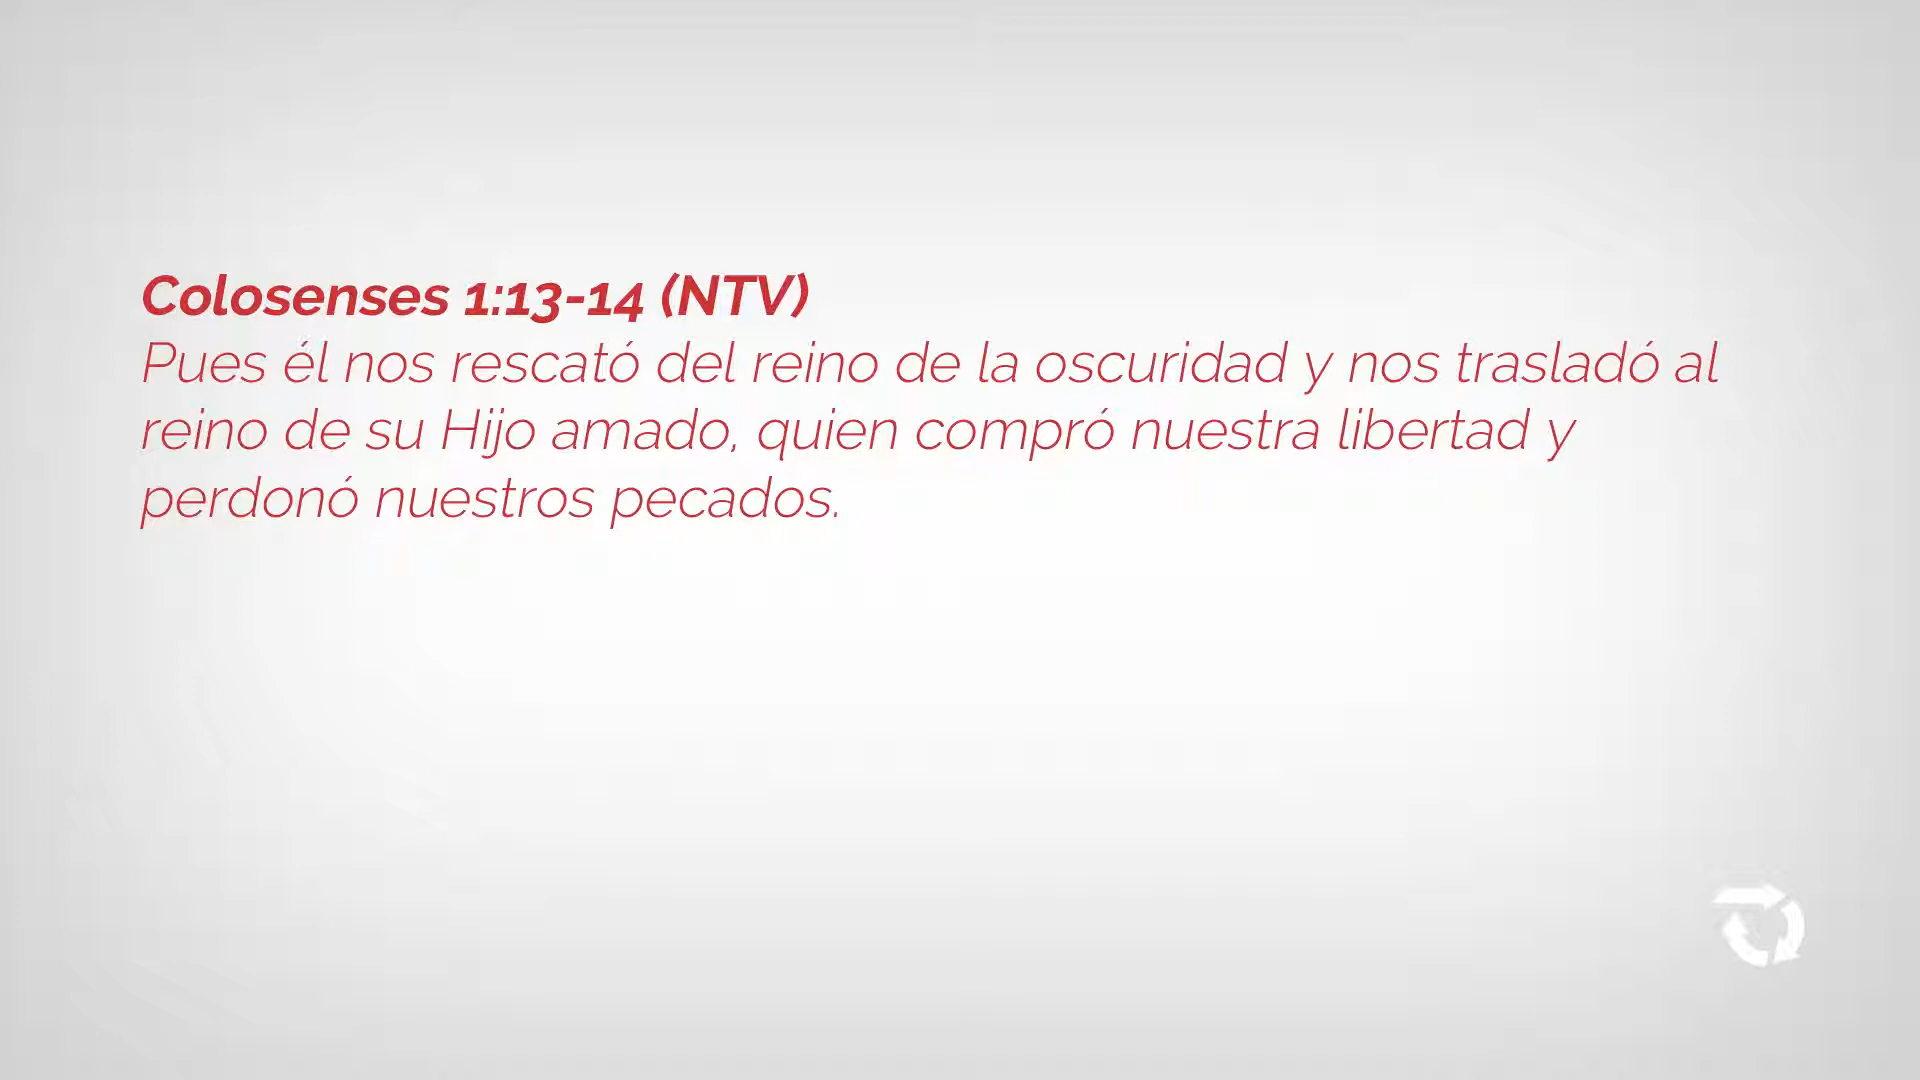 Colosenses 1:13-14 (NTV)
Pues él nos rescató del reino de la oscuridad y nos trasladó al
reino de su Hijo amado, quien compró nuestra libertad y
perdonó nuestros pecados.